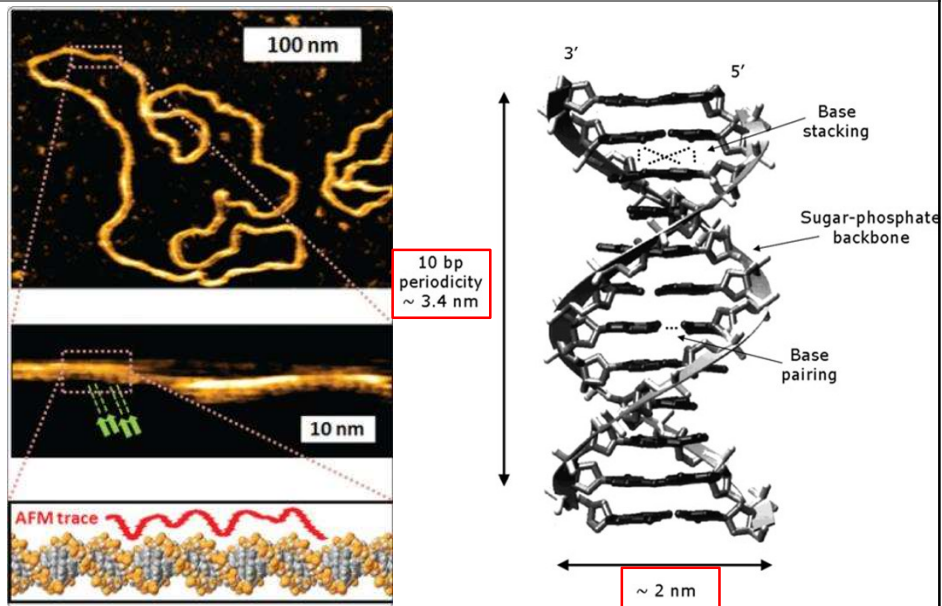 100 nm
10 nm
AFM trace
3′
5′
Base
stacking
Sugar-phosphate
backbone
10 bp
periodicity
~ 3.4 nm
Base
pairing
~ 2 nm